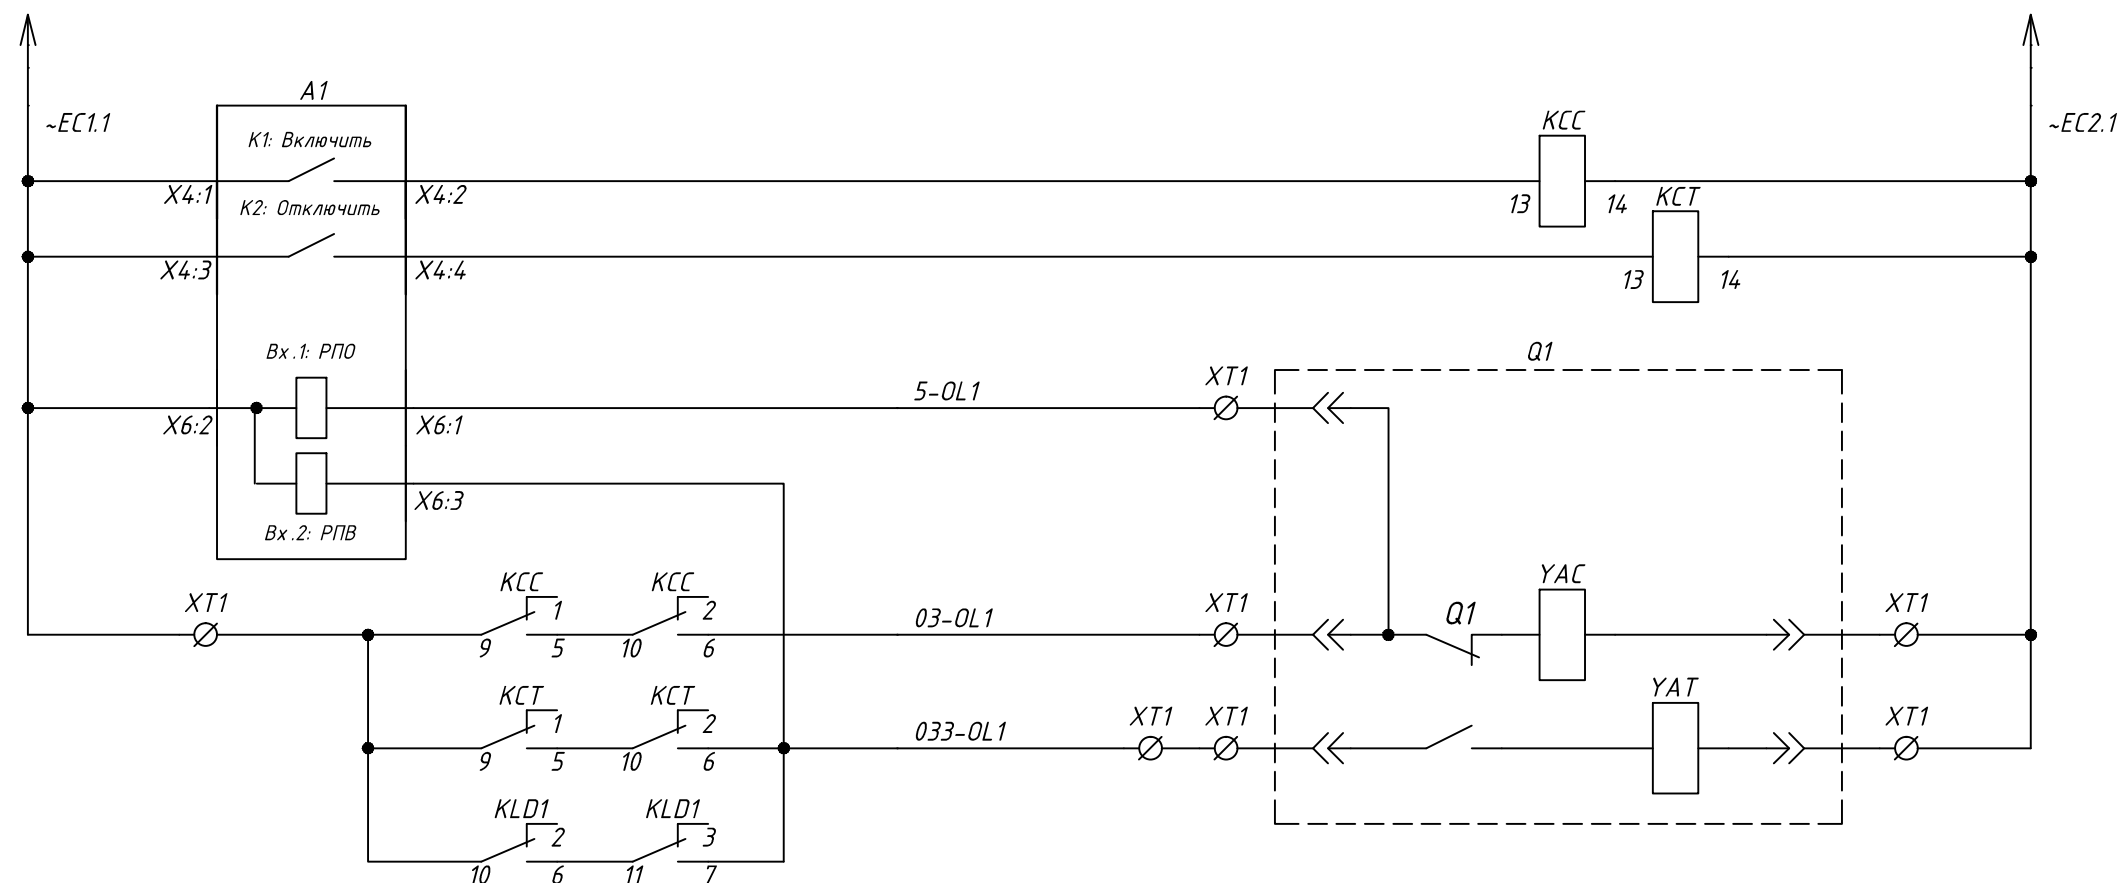 A1
~EC1.1
KCC
~EC2.1
K1: Включить
X4:1
X4:2
13
14
KCT
K2: Отключить
X4:3
X4:4
13
14
Вх.1: РПО
Q1
5-OL1
XT1
X6:2
X6:1
X6:3
Вх.2: РПВ
XT1
KCC
1
KCC
2
03-OL1
XT1
Q1
YAC
XT1
9
5
10
6
KCT
1
KCT
2
033-OL1
XT1
XT1
YAT
XT1
9
5
10
6
KLD1
2
KLD1
3
10
6
11
7